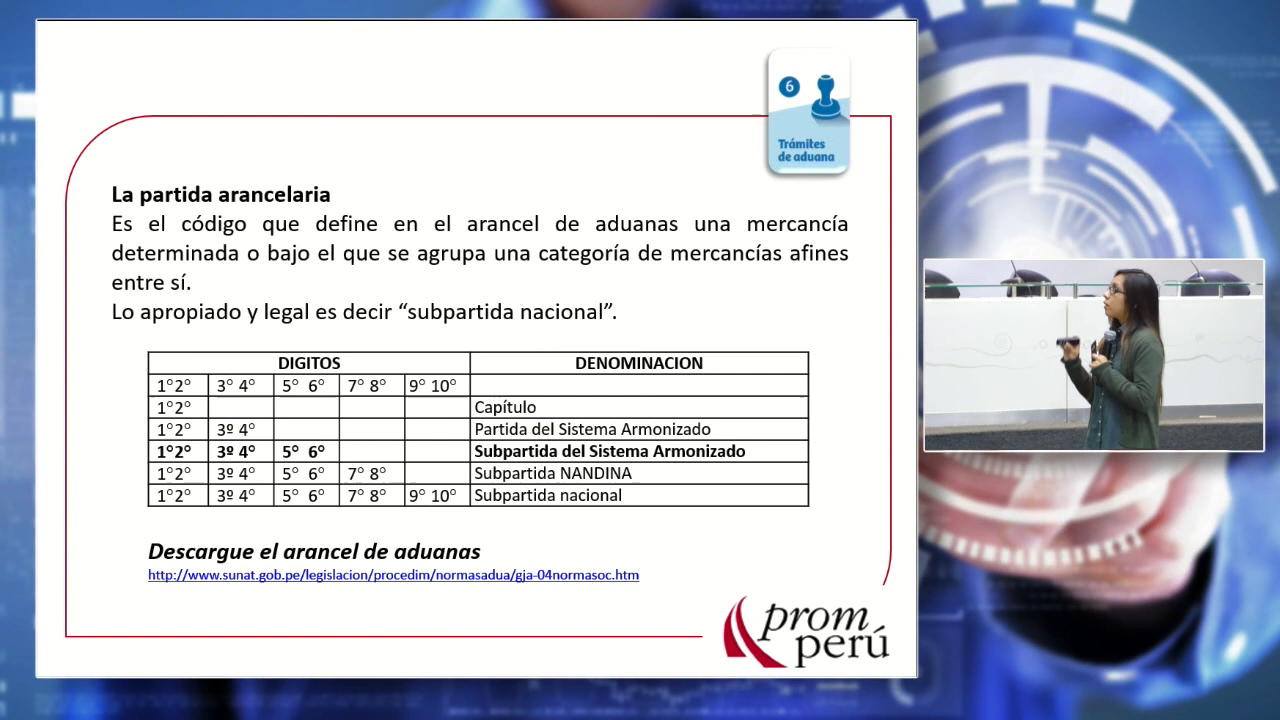 6
Trámites
de aduana
La partida arancelaria
Es el código que define en el arancel de aduanas una mercancía
determinada o bajo el que se agrupa una categoría de mercancías afines
entre sí.
Lo apropiado y legal es decir “subpartida nacional”.
DIGITOS DENOMINACION
1°2° 3° 4° 5° 6° 7° 8° 9° 10°
1°2° Capítulo
1°2° 3º 4° Partida del Sistema Armonizado
1°2° 3º 4° 5° 6° Subpartida del Sistema Armonizado
1°2° 3º 4° 5° 6° 7° 8° Subpartida NANDINA
1°2° 3º 4° 5° 6° 7° 8° 9° 10° Subpartida nacional
Descargue el arancel de aduanas
http://www.sunat.gob.pe/legislacion/procedim/normasadua/gja-04normasoc.htm
prom
perú